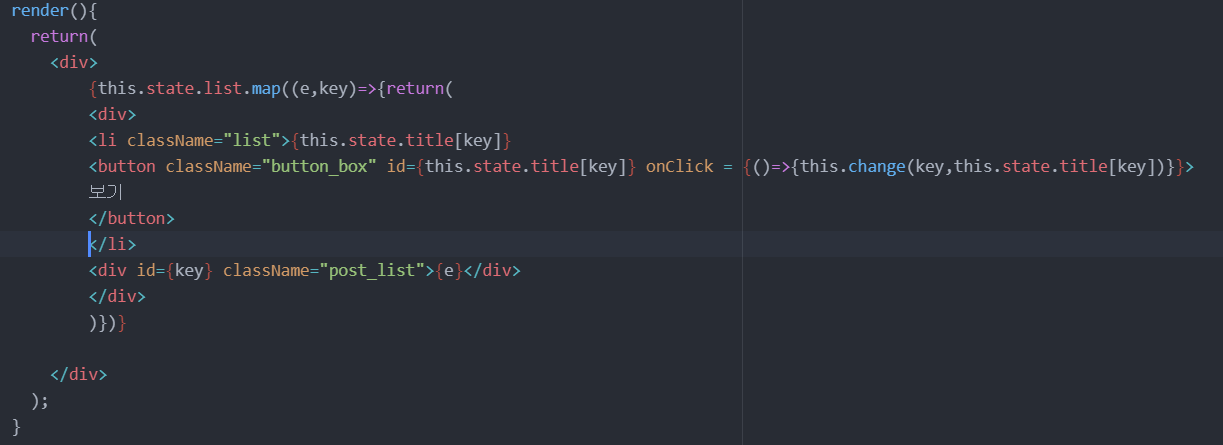 render(){
return(
<div>
{this.state.list.map((e,key)=>{return(
<div>
<li className="list">{this.state.title[key]}
<button className="button_box" id={this.state.title[key]} onClick = {()=>{this.change(key,this.state.title[key])}}>
보기
</button>
</li>
<div id={key} className="post_list">{e}</div>
</div>
)})}
</div>
);
}